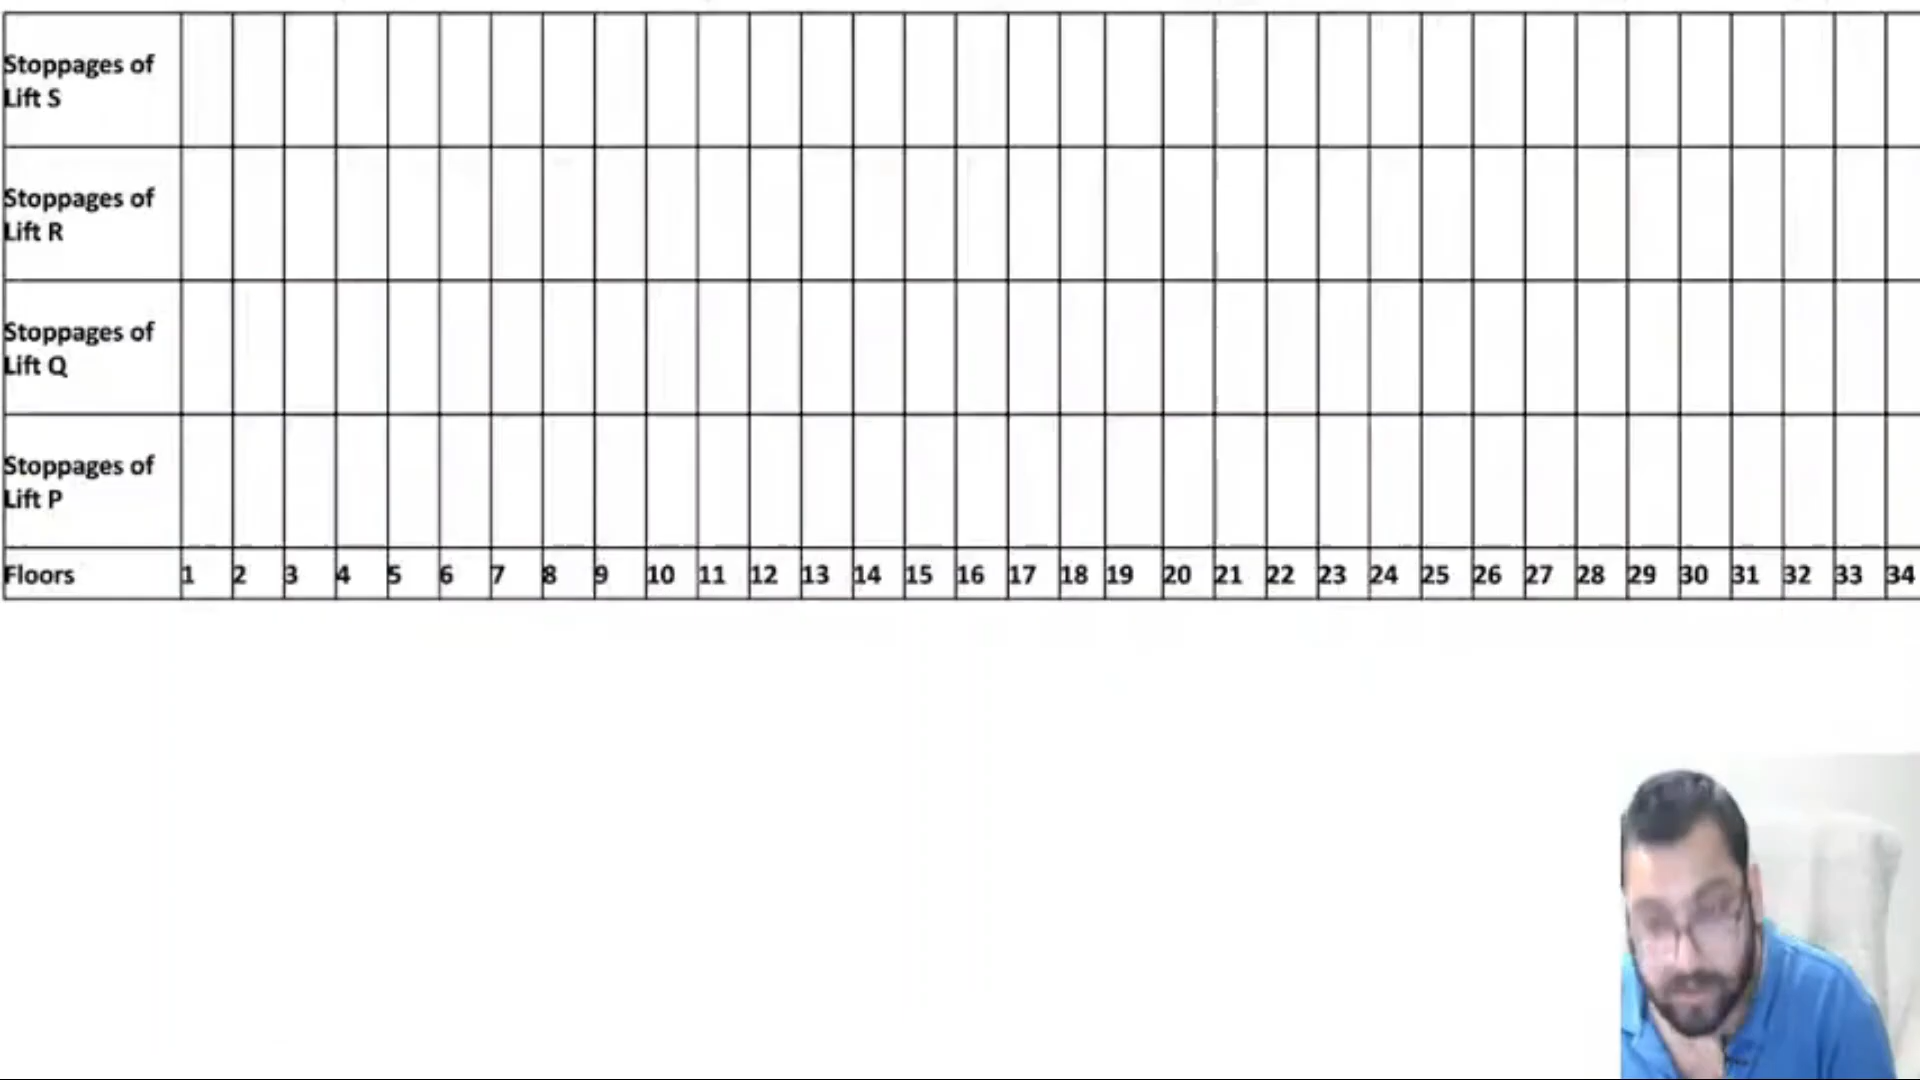 Stoppages of
Lift S
Stoppages of
Lift R
Stoppages of
Lift Q
Stoppages of
Lift P
Floors 1 2 3 4 5 6 7 8 9 10 11 12 13 14 15 16 17 18 19 20 21 22 23 24 25 26 27 28 29 30 31 32 33 34